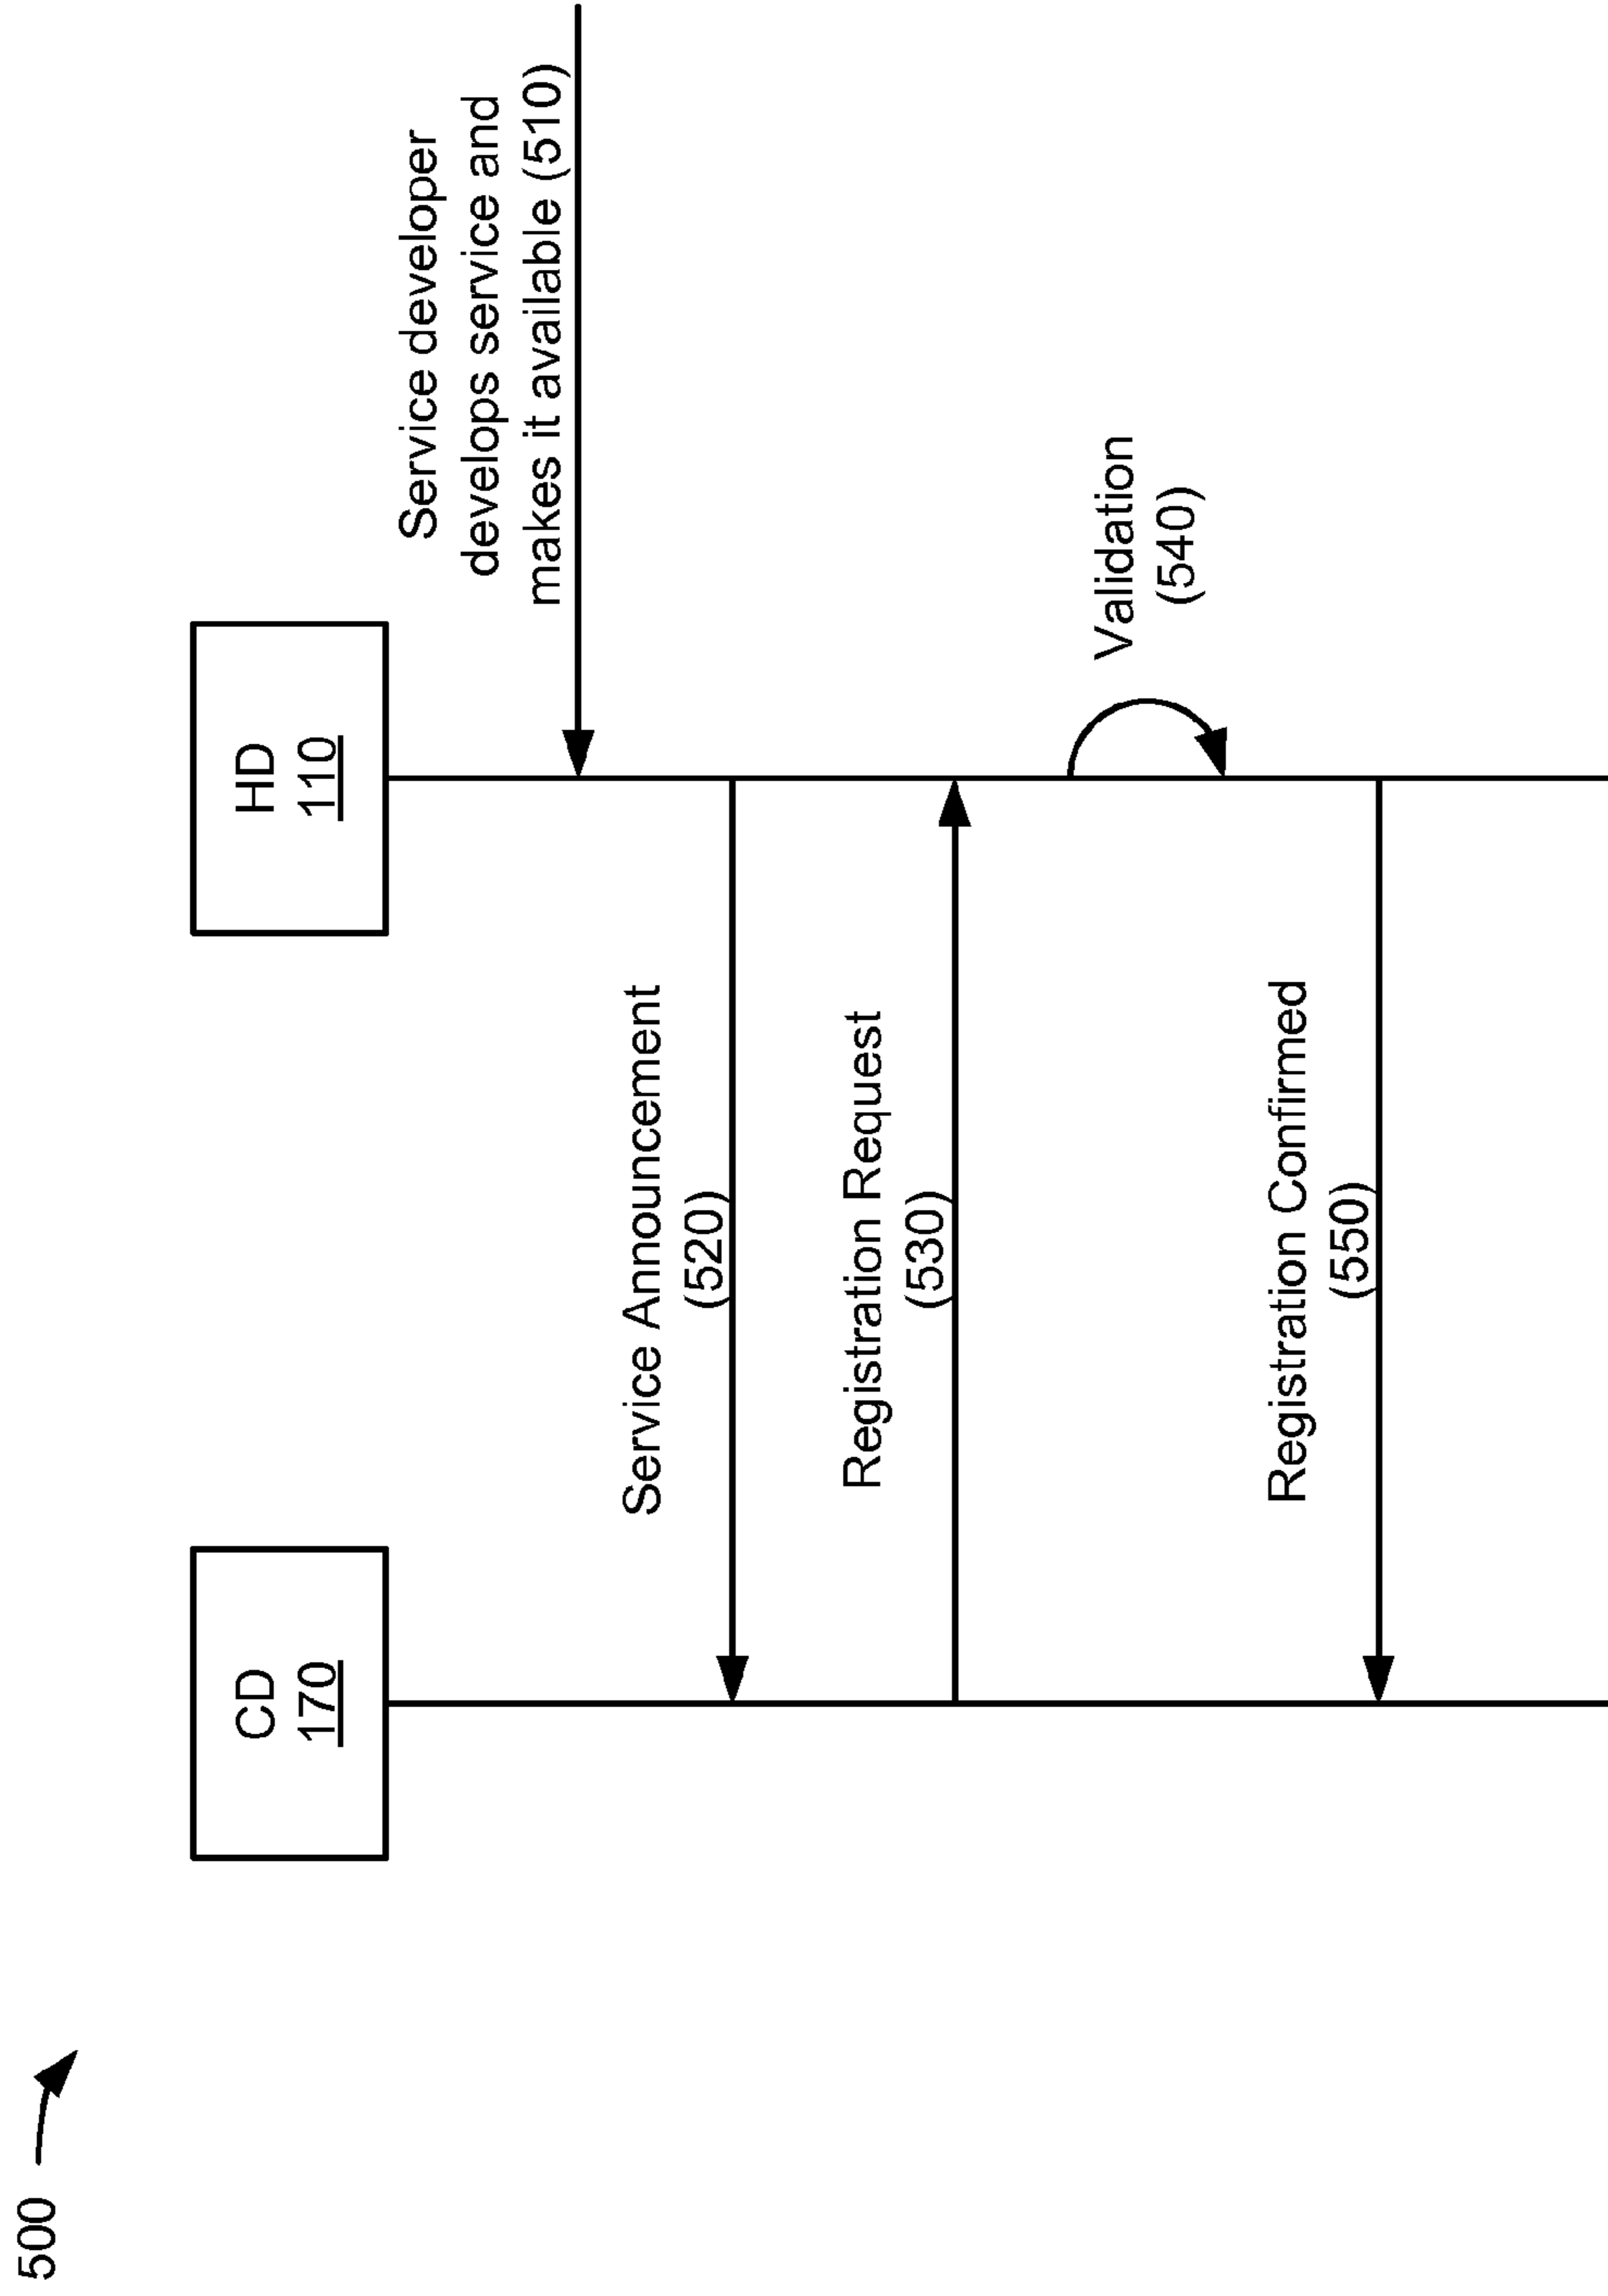 500
CD
170
HD
110
Service developer
develops service and
makes it available (510)
Service Announcement
(520)
Registration Request
(530)
Validation
(540)
Registration Confirmed
(550)